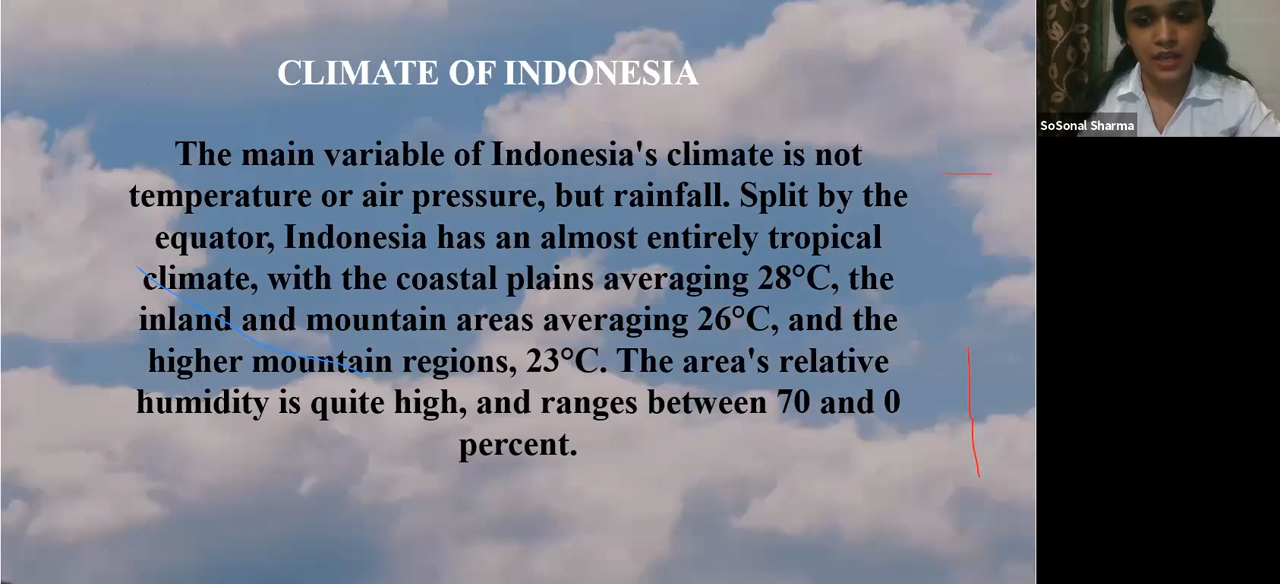 CLIMATE OF INDONESIA
The main variable of Indonesia's climate is not
temperature or air pressure, but rainfall. Split by the
equator, Indonesia has an almost entirely tropical
climate, with the coastal plains averaging 28°C, the
inland and mountain areas averaging 26°C, and the
higher mountain regions, 23°C. The area's relative
humidity is quite high, and ranges between 70 and 0
percent.
SoSonal Sharma